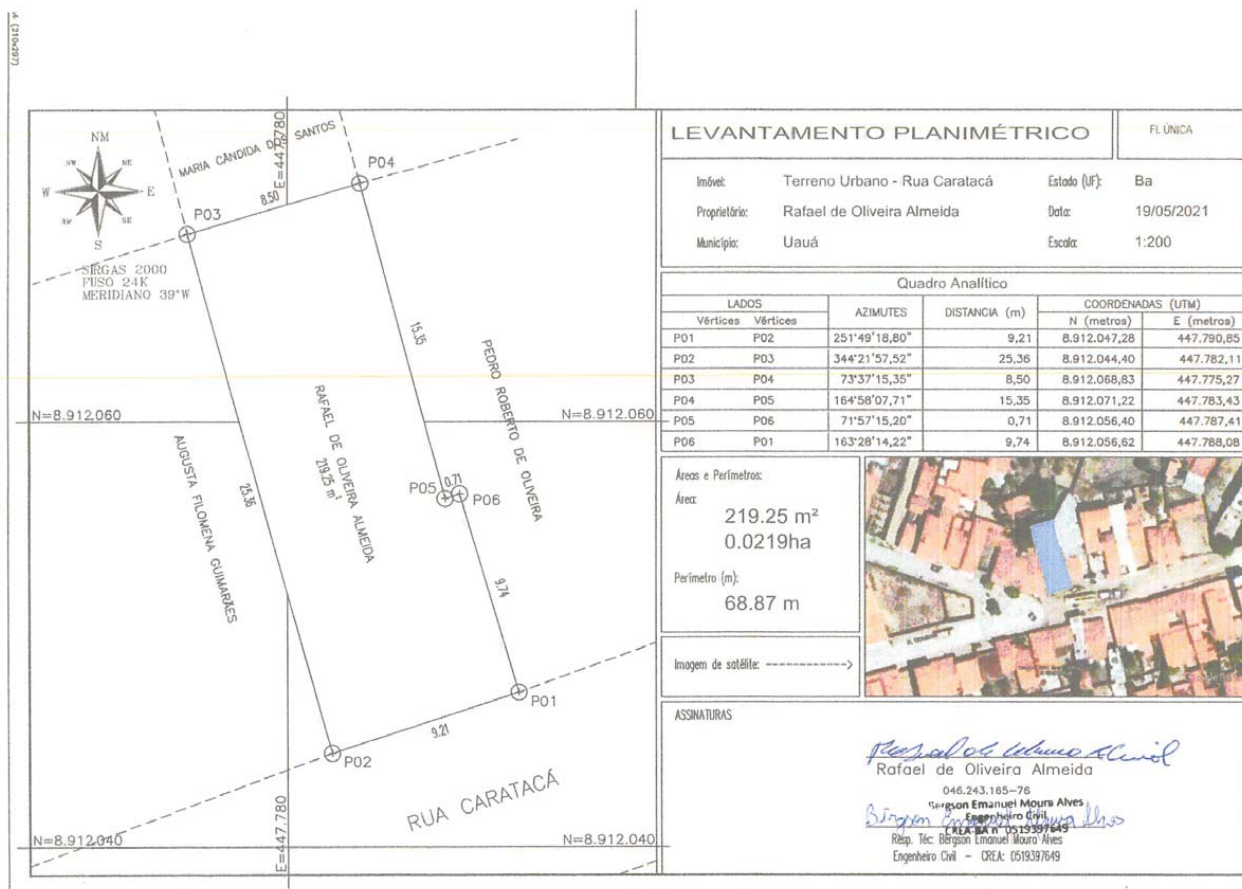 A4 (210x297)
NM
NW
NE
W
E
SW
SE
S
SIRGAS 2000
FUSO 24K
MERIDIANO 39°W
MARIA CÂNDIDA DOS SANTOS
E=447.780
8.50
P03
P04
15.35
PEDRO ROBERTO DE OLIVEIRA
RAFAEL DE OLIVEIRA ALMEIDA
219.25 m²
N=8.912.060
N=8.912.060
AUGUSTA FILOMENA GUIMARÃES
25.36
P05
0.71
P06
9.74
P01
9.21
P02
RUA CARATACÁ
E=447.780
N=8.912.040
N=8.912.040
LEVANTAMENTO PLANIMÉTRICO
FL ÚNICA
Imóvel: Terreno Urbano - Rua Caratacá Estado (UF): Ba
Proprietário: Rafael de Oliveira Almeida Data: 19/05/2021
Município: Uauá Escala: 1:200
Quadro Analítico
LADOS AZIMUTES DISTANCIA (m) COORDENADAS (UTM)
Vértices Vértices N (metros) E (metros)
P01 P02 251°49'18,80" 9,21 8.912.047,28 447.790,85
P02 P03 344°21'57,52" 25,36 8.912.044,40 447.782,11
P03 P04 73°37'15,35" 8,50 8.912.068,83 447.775,27
P04 P05 164°58'07,71" 15,35 8.912.071,22 447.783,43
P05 P06 71°57'15,20" 0,71 8.912.056,40 447.787,41
P06 P01 163°28'14,22" 9,74 8.912.056,62 447.788,08
Áreas e Perímetros:
Área:
219.25 m²
0.0219ha
Perímetro (m):
68.87 m
Imagem de satélite:
ASSINATURAS
Rafael de Oliveira Almeida
046.243.165-76
Bergson Emanuel Moura Alves
Engenheiro Civil
CREA-BA n° 0519397649
Resp. Téc: Bergson Emanuel Moura Alves
Engenheiro Civil - CREA: 0519397649